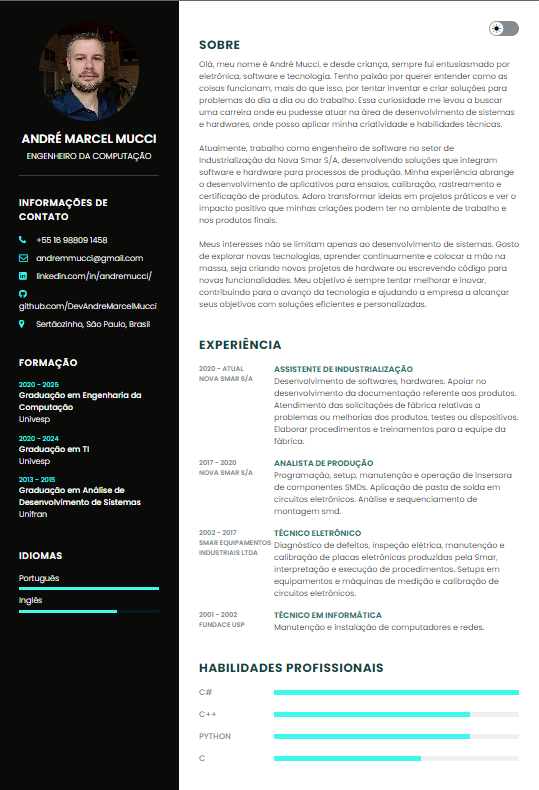 ANDRÉ MARCEL MUCCI
ENGENHEIRO DA COMPUTAÇÃO
INFORMAÇÕES DE
CONTATO
+55 16 98809 1458
andremmucci@gmail.com
linkedin.com/in/andremucci/
github.com/DevAndreMarcelMucci
Sertãozinho, São Paulo, Brasil
FORMAÇÃO
2020 - 2025
Graduação em Engenharia da
Computação
Univesp
2020 - 2024
Graduação em TI
Univesp
2013 - 2015
Graduação em Análise de
Desenvolvimento de Sistemas
Unifran
IDIOMAS
Português
Inglês
SOBRE
Olá, meu nome é André Mucci, e desde criança, sempre fui entusiasmado por
eletrônica, software e tecnologia. Tenho paixão por querer entender como as
coisas funcionam, mais do que isso, por tentar inventar e criar soluções para
problemas do dia a dia ou do trabalho. Essa curiosidade me levou a buscar
uma carreira onde eu pudesse atuar na área de desenvolvimento de sistemas
e hardwares, onde posso aplicar minha criatividade e habilidades técnicas.
Atualmente, trabalho como engenheiro de software no setor de
Industrialização da Nova Smar S/A, desenvolvendo soluções que integram
software e hardware para processos de produção. Minha experiência abrange
o desenvolvimento de aplicativos para ensaios, calibração, rastreamento e
certificação de produtos. Adoro transformar ideias em projetos práticos e ver o
impacto positivo que minhas criações podem ter no ambiente de trabalho e
nos produtos finais.
Meus interesses não se limitam apenas ao desenvolvimento de sistemas. Gosto
de explorar novas tecnologias, aprender continuamente e colocar a mão na
massa, seja criando novos projetos de hardware ou escrevendo código para
novas funcionalidades. Meu objetivo é sempre tentar melhorar e inovar,
contribuindo para o avanço da tecnologia e ajudando a empresa a alcançar
seus objetivos com soluções eficientes e personalizadas.
EXPERIÊNCIA
2020 - ATUAL
NOVA SMAR S/A
ASSISTENTE DE INDUSTRIALIZAÇÃO
Desenvolvimento de softwares, hardwares. Apoiar no
desenvolvimento da documentação referente aos produtos.
Atendimento das solicitações de fábrica relativas a
problemas ou melhorias dos produtos, testes ou dispositivos.
Elaborar procedimentos e treinamentos para a equipe da
fábrica.
2017 - 2020
NOVA SMAR S/A
ANALISTA DE PRODUÇÃO
Programação, setup, manutenção e operação de insersora
de componentes SMDs: Aplicação de pasta de solda em
circuitos eletrônicos. Análise e sequenciamento de
montagem smd.
2002 - 2017
SMAR EQUIPAMENTOS
INDUSTRIAIS LTDA
TÉCNICO ELETRÔNICO
Diagnóstico de defeitos, inspeção elétrica, manutenção e
calibração de placas eletrônicas produzidas pela Smar,
interpretação e execução de procedimentos. Setups em
equipamentos e máquinas de medição e calibração de
circuitos eletrônicos.
2001 - 2002
FUNDACE USP
TÉCNICO EM INFORMÁTICA
Manutenção e instalação de computadores e redes.
HABILIDADES PROFISSIONAIS
C#
C++
PYTHON
C